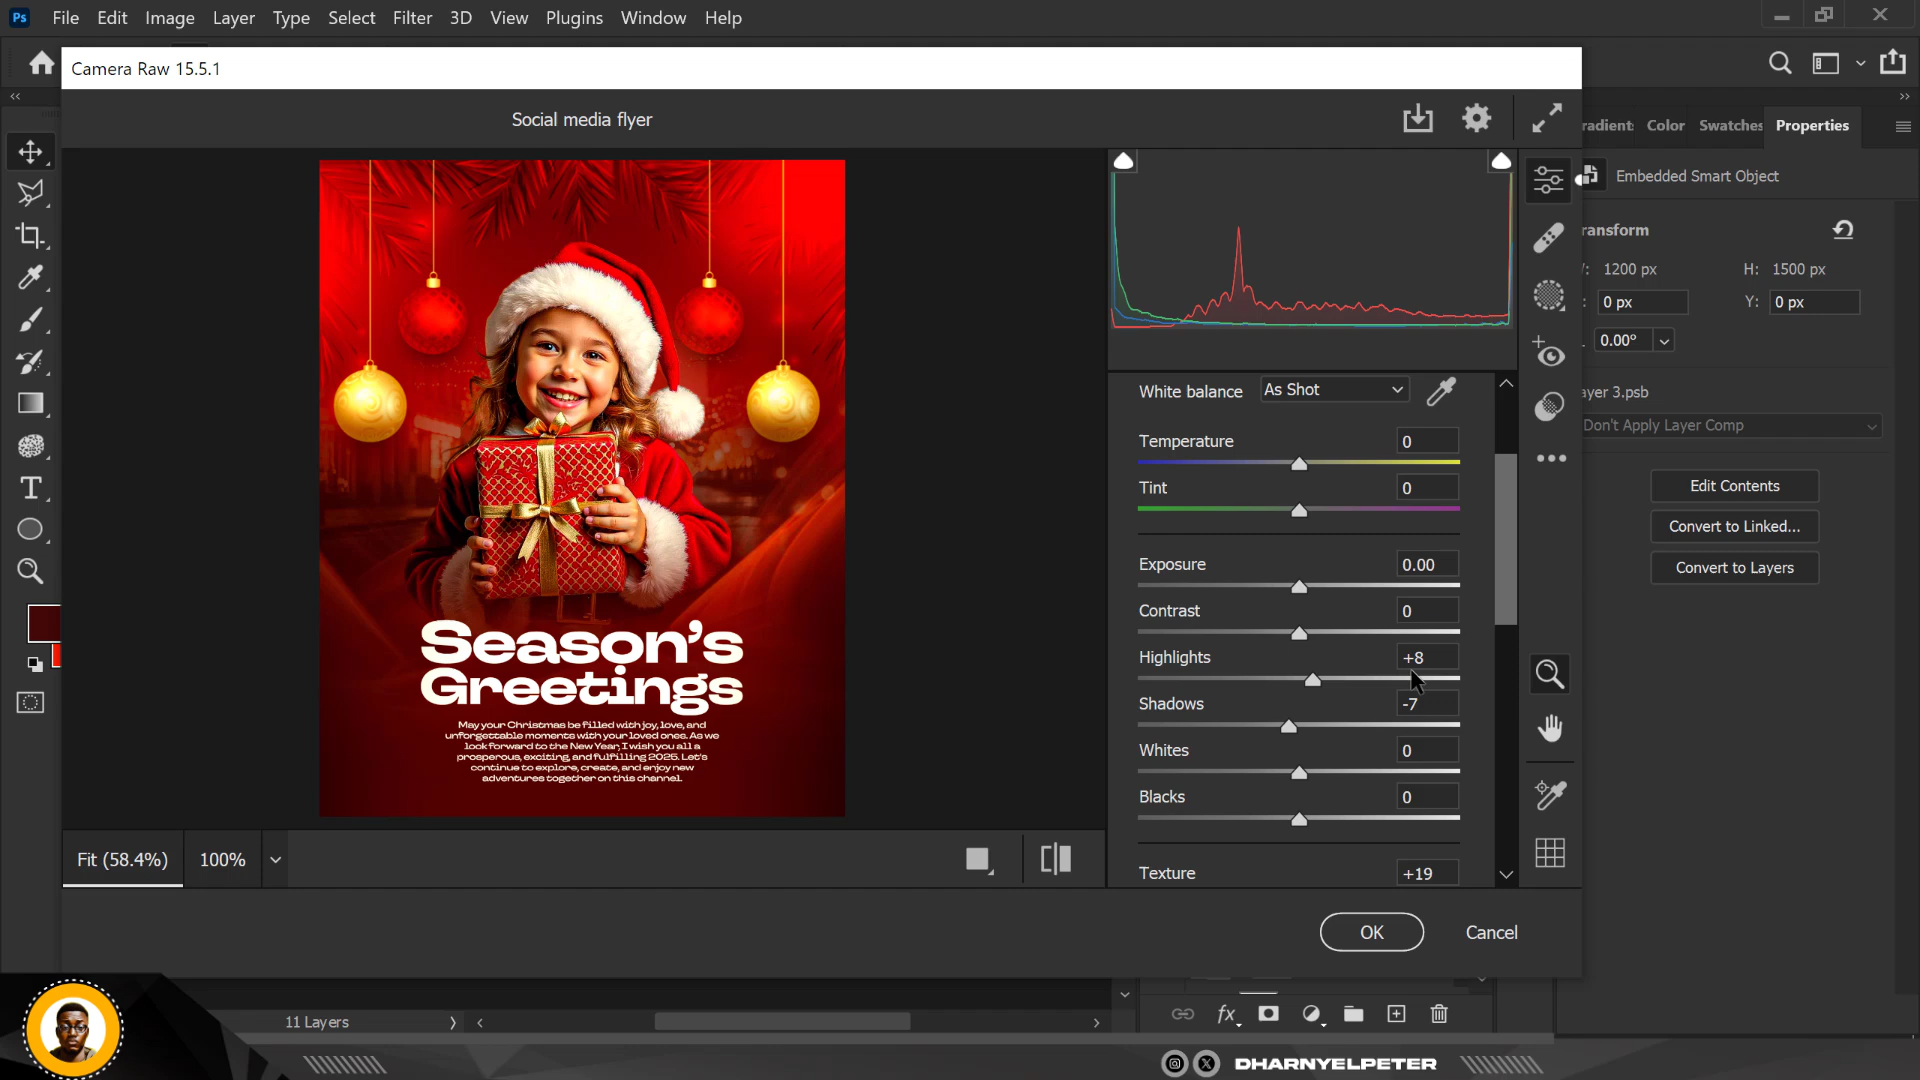 Ps File Edit Image Layer Type Select Filter 3D View Plugins Window Help
Camera Raw 15.5.1
Social media flyer
radient Color Swatches Properties
Embedded Smart Object
ransform
1200 px H: 1500 px
0 px Y: 0 px
0.00°
ayer 3.psb
Don't Apply Layer Comp
Edit Contents
Convert to Linked...
Convert to Layers
White balance As Shot
Temperature 0
Tint 0
Exposure 0.00
Contrast 0
Highlights +8
Shadows -7
Whites 0
Blacks 0
Texture +19
Season's
Greetings
May your Christmas be filled with joy, love, and
unforgettable moments with your loved ones. As we
look forward to the New Year, I wish you all a
prosperous, exciting, and fulfilling 2025. Let's
continue to explore, create, and enjoy new
adventures together on this channel.
Fit (58.4%) 100%
OK Cancel
11 Layers
fx
DHARNYELPETER